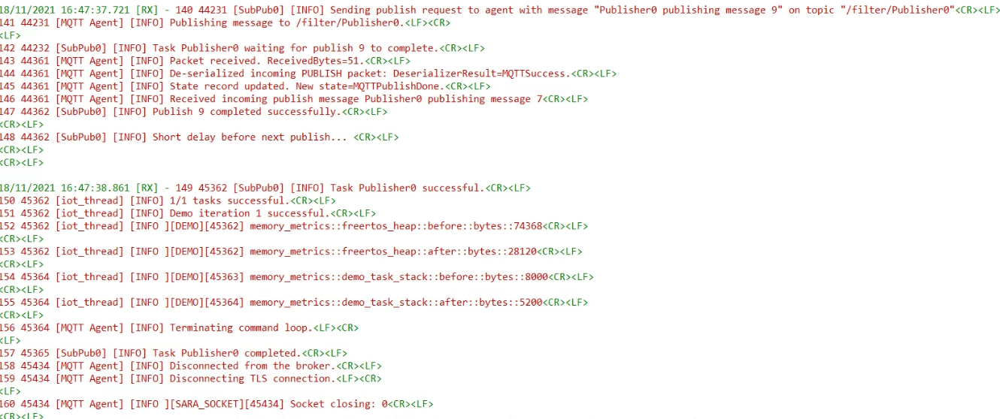 18/11/2021 16:47:37.721 [RX] - 140 44231 [SubPub0] [INFO] Sending publish request to agent with message "Publisher0 publishing message 9" on topic "/filter/Publisher0"<CR><LF>
141 44231 [MQTT Agent] [INFO] Publishing message to /filter/Publisher0.<LF><CR>
<LF>
142 44232 [SubPub0] [INFO] Task Publisher0 waiting for publish 9 to complete.<CR><LF>
143 44361 [MQTT Agent] [INFO] Packet received. ReceivedBytes=51.<CR><LF>
144 44361 [MQTT Agent] [INFO] De-serialized incoming PUBLISH packet: DeserializerResult=MQTTSuccess.<CR><LF>
145 44361 [MQTT Agent] [INFO] State record updated. New state=MQTTPublishDone.<CR><LF>
146 44361 [MQTT Agent] [INFO] Received incoming publish message Publisher0 publishing message 7<CR><LF>
147 44362 [SubPub0] [INFO] Publish 9 completed successfully.<CR><LF>
<CR><LF>
148 44362 [SubPub0] [INFO] Short delay before next publish... <CR><LF>
<CR><LF>
<CR><LF>
18/11/2021 16:47:38.861 [RX] - 149 45362 [SubPub0] [INFO] Task Publisher0 successful.<CR><LF>
150 45362 [iot_thread] [INFO] 1/1 tasks successful.<CR><LF>
151 45362 [iot_thread] [INFO] Demo iteration 1 successful.<CR><LF>
152 45362 [iot_thread] [INFO ][DEMO][45362] memory_metrics::freertos_heap::before::bytes::74368<CR><LF>
<CR><LF>
153 45362 [iot_thread] [INFO ][DEMO][45362] memory_metrics::freertos_heap::after::bytes::28120<CR><LF>
<CR><LF>
154 45364 [iot_thread] [INFO ][DEMO][45363] memory_metrics::demo_task_stack::before::bytes::8000<CR><LF>
<CR><LF>
155 45364 [iot_thread] [INFO ][DEMO][45364] memory_metrics::demo_task_stack::after::bytes::5200<CR><LF>
<CR><LF>
156 45364 [MQTT Agent] [INFO] Terminating command loop.<LF><CR>
<LF>
157 45365 [SubPub0] [INFO] Task Publisher0 completed.<CR><LF>
158 45434 [MQTT Agent] [INFO] Disconnected from the broker.<CR><LF>
159 45434 [MQTT Agent] [INFO] Disconnecting TLS connection.<LF><CR>
<LF>
160 45434 [MQTT Agent] [INFO ][SARA_SOCKET][45434] Socket closing: 0<CR><LF>
<CR><LF>